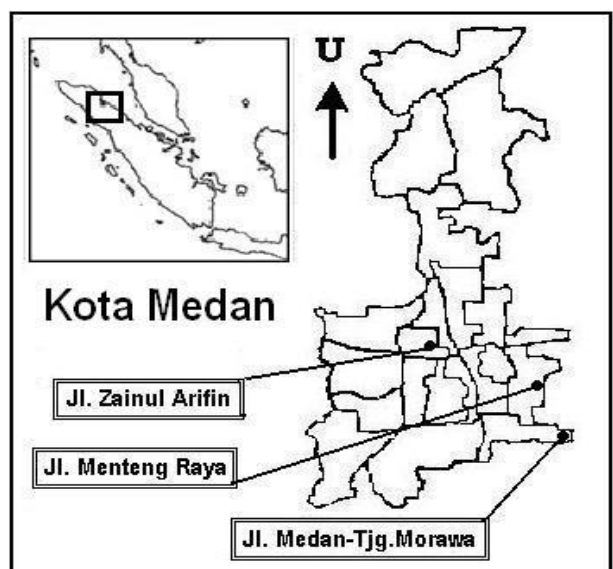 U
Kota Medan
Jl. Zainul Arifin
Jl. Menteng Raya
Jl. Medan-Tjg.Morawa